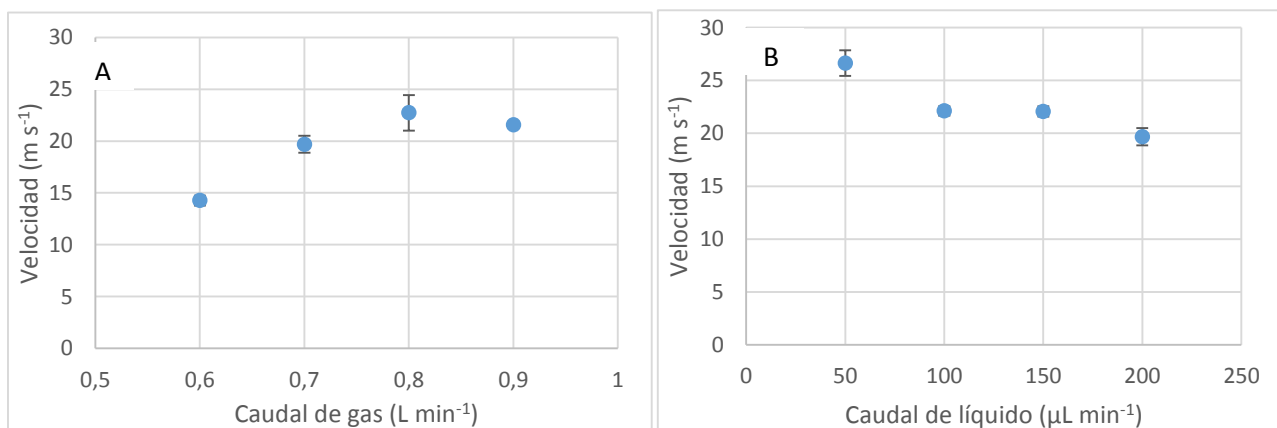 A
Velocidad (m s⁻¹)
30
25
20
15
10
5
0
0,5 0,6 0,7 0,8 0,9 1
Caudal de gas (L min⁻¹)
B
Velocidad (m s⁻¹)
30
25
20
15
10
5
0
0 50 100 150 200 250
Caudal de líquido (µL min⁻¹)